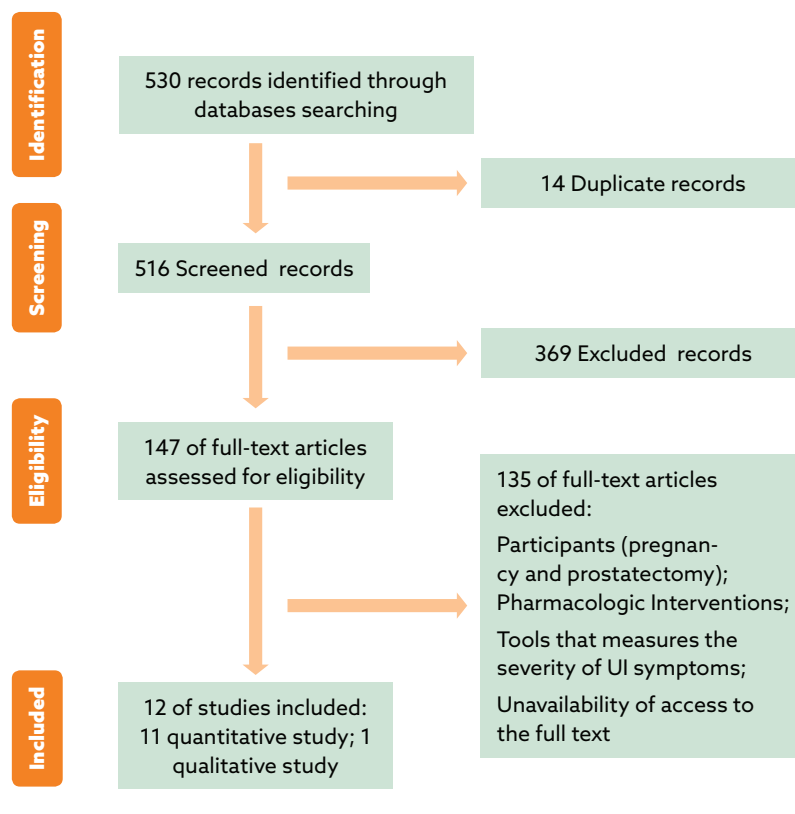 Identification
530 records identified through
databases searching
14 Duplicate records
Screening
516 Screened records
369 Excluded records
Eligibility
147 of full-text articles
assessed for eligibility
135 of full-text articles
excluded:
Participants (pregnan-
cy and prostatectomy);
Pharmacologic Interventions;
Tools that measures the
severity of UI symptoms;
Unavailability of access to
the full text
Included
12 of studies included:
11 quantitative study; 1
qualitative study